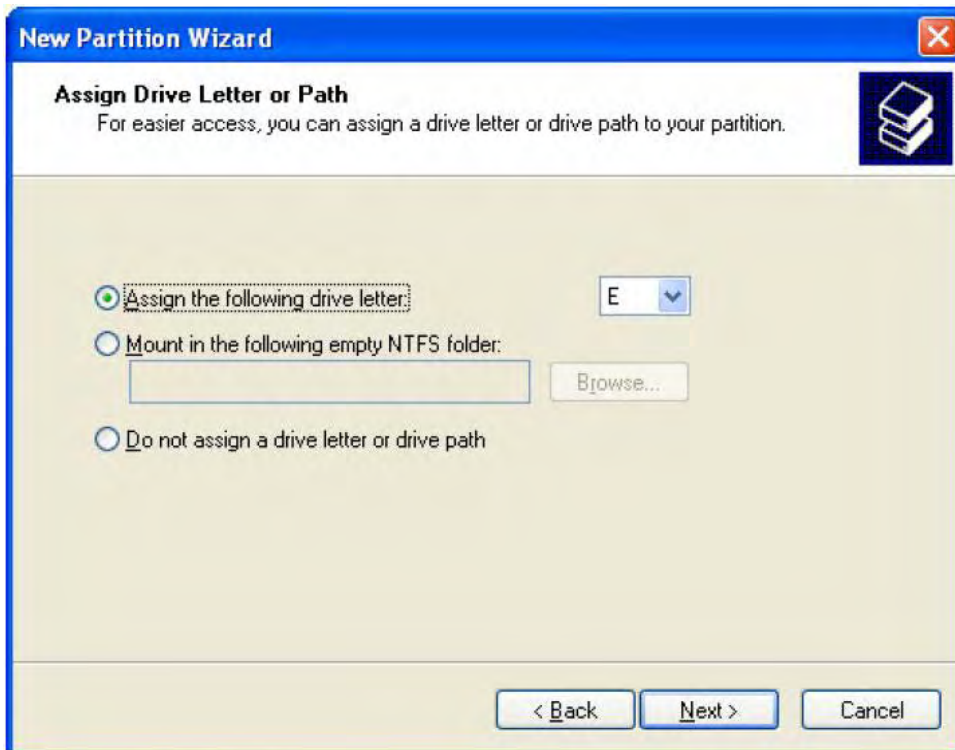 New Partition Wizard
Assign Drive Letter or Path
For easier access, you can assign a drive letter or drive path to your partition.
Assign the following drive letter:
E
Mount in the following empty NTFS folder:
Browse...
Do not assign a drive letter or drive path
< Back
Next >
Cancel